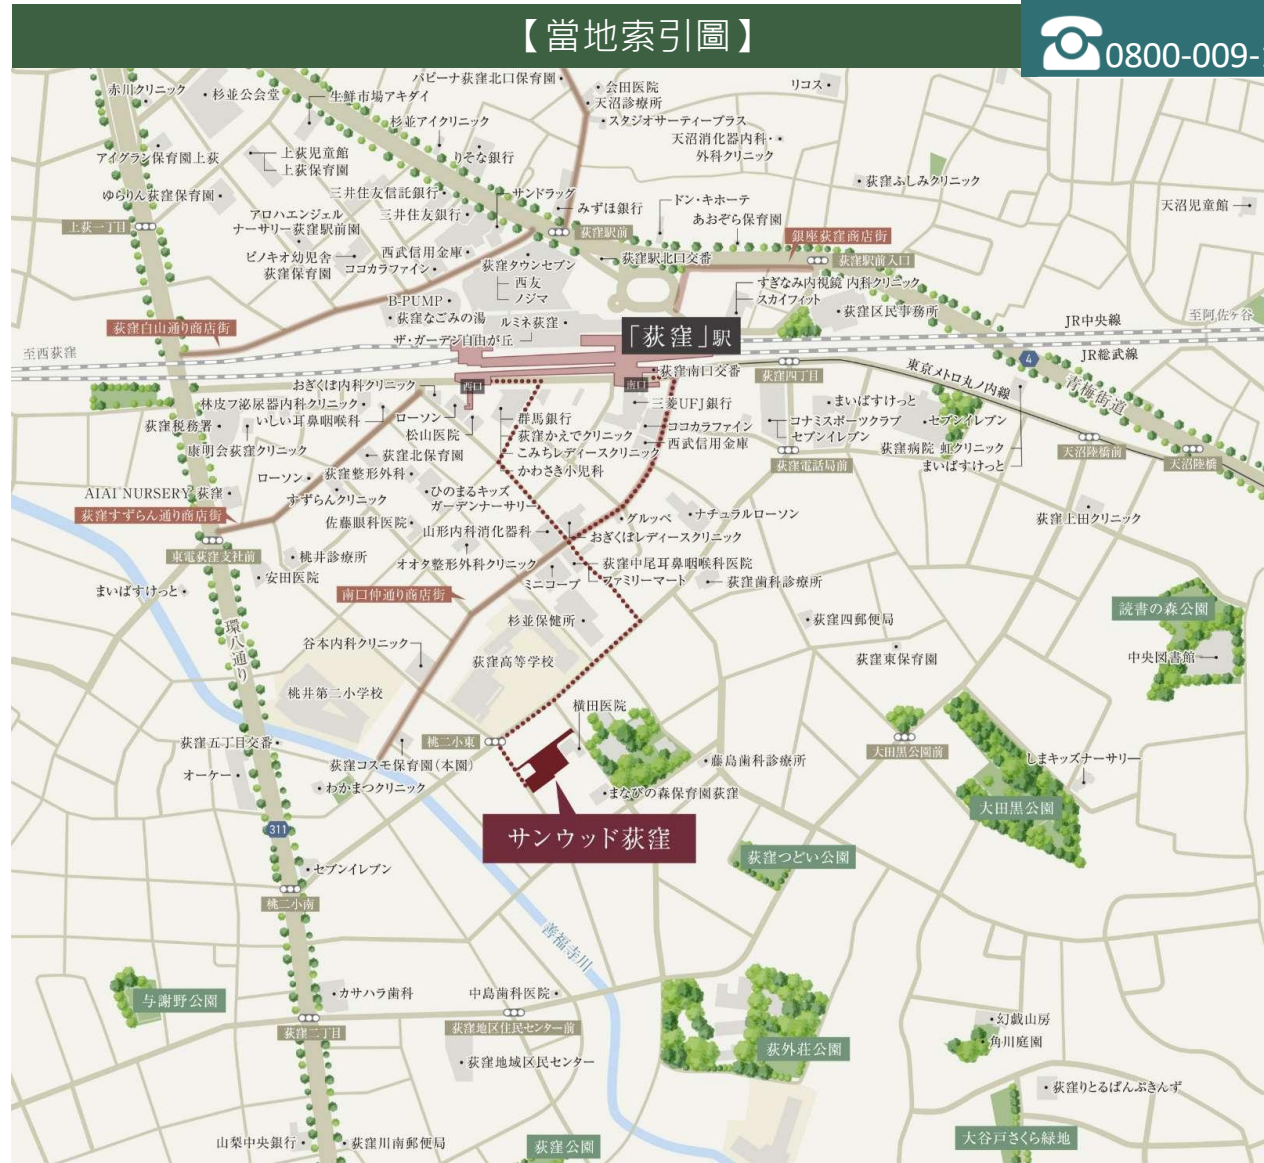 【當地索引圖】
0800-009-
赤川クリニック
杉並公会堂
生鮮市場アキダイ
パピーナ荻窪北口保育園
会田医院
天沼診療所
スタジオサーティープラス
リコス
杉並アイクリニック
天沼消化器内科・
外科クリニック
アイグラン保育園上荻
上荻児童館
上荻保育園
りそな銀行
ゆらりん荻窪保育園
三井住友信託銀行
サンドラッグ
ドン・キホーテ
荻窪ふしみクリニック
天沼児童館
上荻一丁目
アロハエンジェル
ナーサリー荻窪駅前園
三井住友銀行
みずほ銀行
あおぞら保育園
荻窪駅前
銀座荻窪商店街
ピノキオ幼児舎
荻窪保育園
西武信用金庫
ココカラファイン
荻窪タウンセブン
西友
ノジマ
荻窪駅北口交番
荻窪駅前入口
すぎなみ内視鏡 内科クリニック
スカイフィット
B-PUMP
荻窪なごみの湯
ルミネ荻窪
荻窪区民事務所
荻窪白山通り商店街
ザ・ガーデン自由が丘
「荻窪」駅
JR中央線
至阿佐ヶ谷
至西荻窪
JR総武線
4
青梅街道
東京メトロ丸ノ内線
おぎくぼ内科クリニック
西口
南口
荻窪南口交番
荻窪四丁目
林皮フ泌尿器内科クリニック
いしい耳鼻咽喉科
荻窪税務署
康明会荻窪クリニック
ローソン
松山医院
群馬銀行
荻窪かえでクリニック
こみちレディースクリニック
かわさき小児科
三菱UFJ銀行
ココカラファイン
西武信用金庫
まいばすけっと
コナミスポーツクラブ
セブンイレブン
セブンイレブン
荻窪病院 虹クリニック
まいばすけっと
荻窪電話局前
天沼陸橋前
天沼陸橋
荻窪北保育園
ローソン
荻窪整形外科
AIAI NURSERY 荻窪
すずらんクリニック
ひのまるキッズ
ガーデンナーサリー
荻窪すずらん通り商店街
佐藤眼科医院
山形内科消化器科
グルッペ
ナチュラルローソン
おぎくぼレディースクリニック
荻窪上田クリニック
東電荻窪支社前
桃井診療所
安田医院
オオタ整形外科クリニック
荻窪中尾耳鼻咽喉科医院
ミニコープ
ファミリーマート
荻窪歯科診療所
まいばすけっと
南口仲通り商店街
環八通り
杉並保健所
荻窪四郵便局
読書の森公園
谷本内科クリニック
荻窪高等学校
荻窪東保育園
中央図書館
桃井第二小学校
横田医院
荻窪五丁目交番
桃二小東
大田黒公園前
オーケー
荻窪コスモ保育園(本園)
わかまつクリニック
藤島歯科診療所
しまキッズナーサリー
まなびの森保育園荻窪
大田黒公園
311
サンウッド荻窪
荻窪つどい公園
セブンイレブン
桃二小南
善福寺川
与謝野公園
カサハラ歯科
中島歯科医院
荻窪二丁目
荻窪地区住民センター前
幻戯山房
角川庭園
荻外荘公園
荻窪地域区民センター
荻窪りとるぱんぷきんず
山梨中央銀行
荻窪川南郵便局
荻窪公園
大谷戸さくら緑地